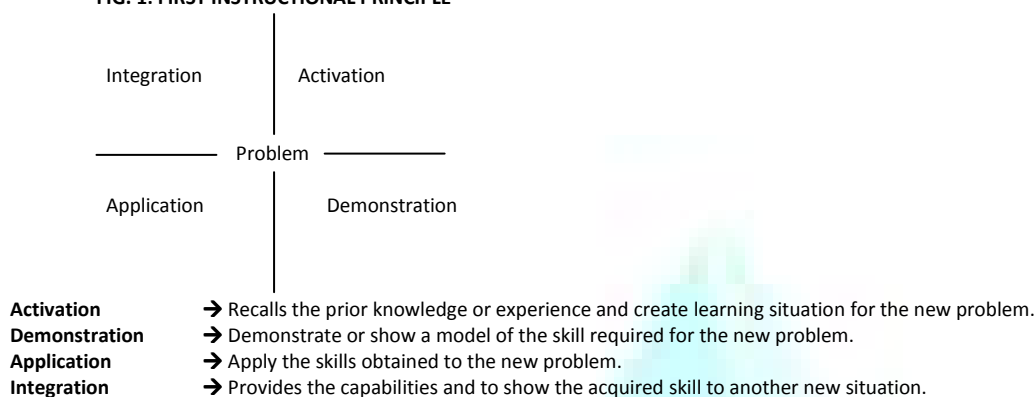 FIG. 1: FIRST INSTRUCTIONAL PRINCIPLE
Integration Activation
Problem
Application Demonstration
Activation → Recalls the prior knowledge or experience and create learning situation for the new problem.
Demonstration → Demonstrate or show a model of the skill required for the new problem.
Application → Apply the skills obtained to the new problem.
Integration → Provides the capabilities and to show the acquired skill to another new situation.